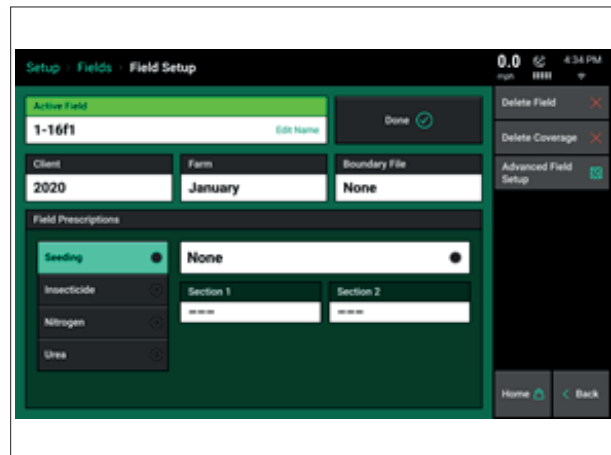 Setup › Fields › Field Setup
0.0
mph
4:34 PM
Active Field
1-16f1
Edit Name
Done
Delete Field
Delete Coverage
Advanced Field
Setup
Client
2020
Farm
January
Boundary File
None
Field Prescriptions
Seeding
Insecticide
Nitrogen
Urea
None
Section 1
---
Section 2
---
Home
< Back